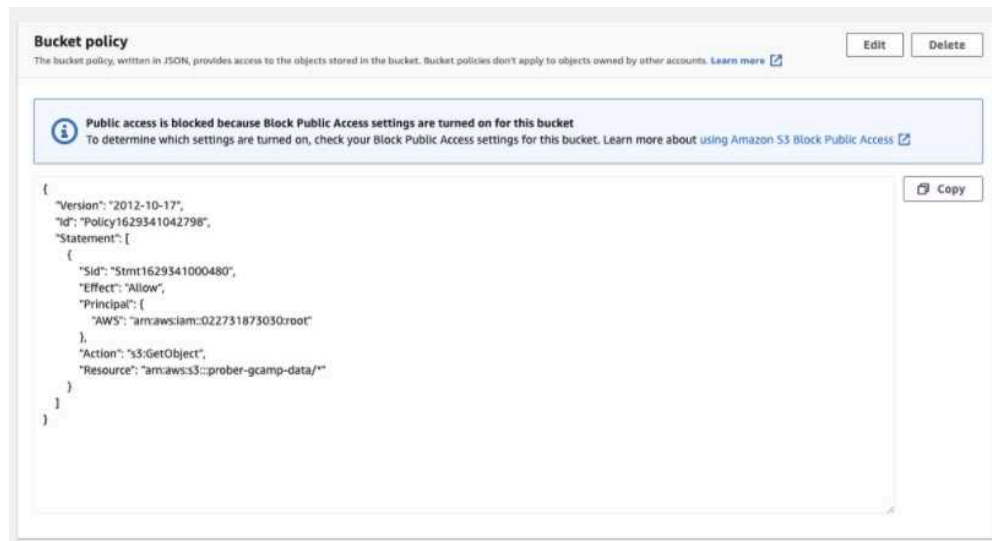 Bucket policy
Edit
Delete
The bucket policy, written in JSON, provides access to the objects stored in the bucket. Bucket policies don't apply to objects owned by other accounts. Learn more
Public access is blocked because Block Public Access settings are turned on for this bucket
To determine which settings are turned on, check your Block Public Access settings for this bucket. Learn more about using Amazon S3 Block Public Access
Copy
{
"Version": "2012-10-17",
"Id": "Policy1629341042798",
"Statement": [
{
"Sid": "Stmt1629341000480",
"Effect": "Allow",
"Principal": {
"AWS": "arn:aws:iam::022731873030:root"
},
"Action": "s3:GetObject",
"Resource": "arn:aws:s3:::prober-gcamp-data/*"
}
]
}